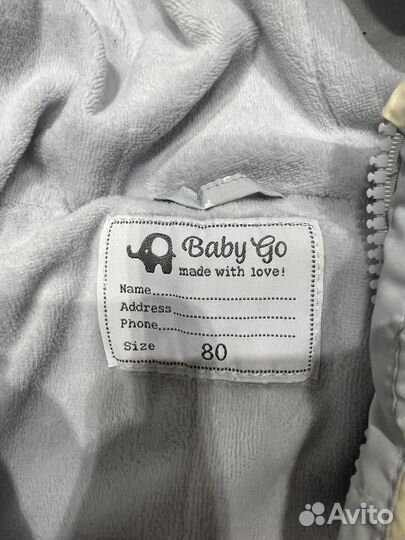 Baby Go
made with love!
Name
Address
Phone
Size 80
Avito